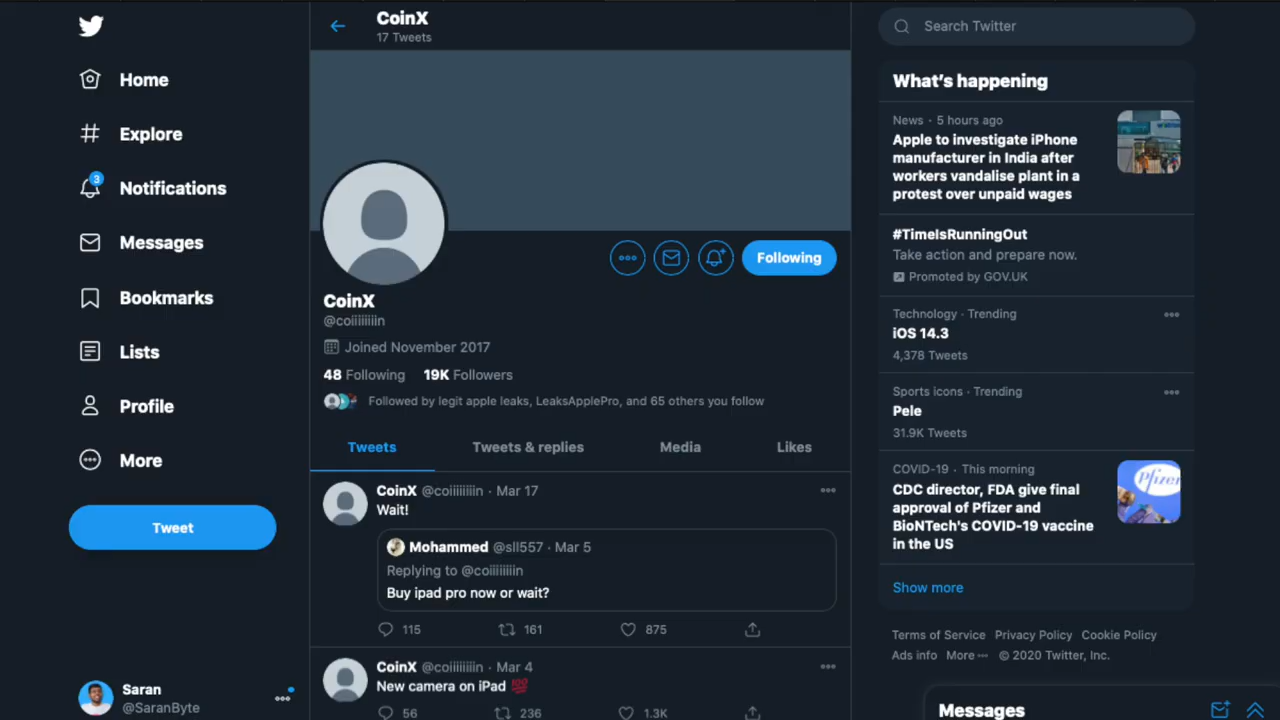 Home
Explore
3
Notifications
Messages
Bookmarks
Lists
Profile
More
Tweet
Saran
@SaranByte
CoinX
17 Tweets
Following
CoinX
@coiiiiiiiin
Joined November 2017
48 Following 19K Followers
Followed by legit apple leaks, LeaksApplePro, and 65 others you follow
Tweets Tweets & replies Media Likes
CoinX @coiiiiiiiin · Mar 17
Wait!
Mohammed @sll557 · Mar 5
Replying to @coiiiiiiiin
Buy ipad pro now or wait?
115 161 875
CoinX @coiiiiiiiin · Mar 4
New camera on iPad 💯
56 236 1.3K
Search Twitter
What's happening
News · 5 hours ago
Apple to investigate iPhone
manufacturer in India after
workers vandalise plant in a
protest over unpaid wages
#TimeIsRunningOut
Take action and prepare now.
Promoted by GOV.UK
Technology · Trending
iOS 14.3
4,378 Tweets
Sports icons · Trending
Pele
31.9K Tweets
COVID-19 · This morning
CDC director, FDA give final
approval of Pfizer and
BioNTech's COVID-19 vaccine
in the US
Pfizer
Show more
Terms of Service Privacy Policy Cookie Policy
Ads info More ··· © 2020 Twitter, Inc.
Messages